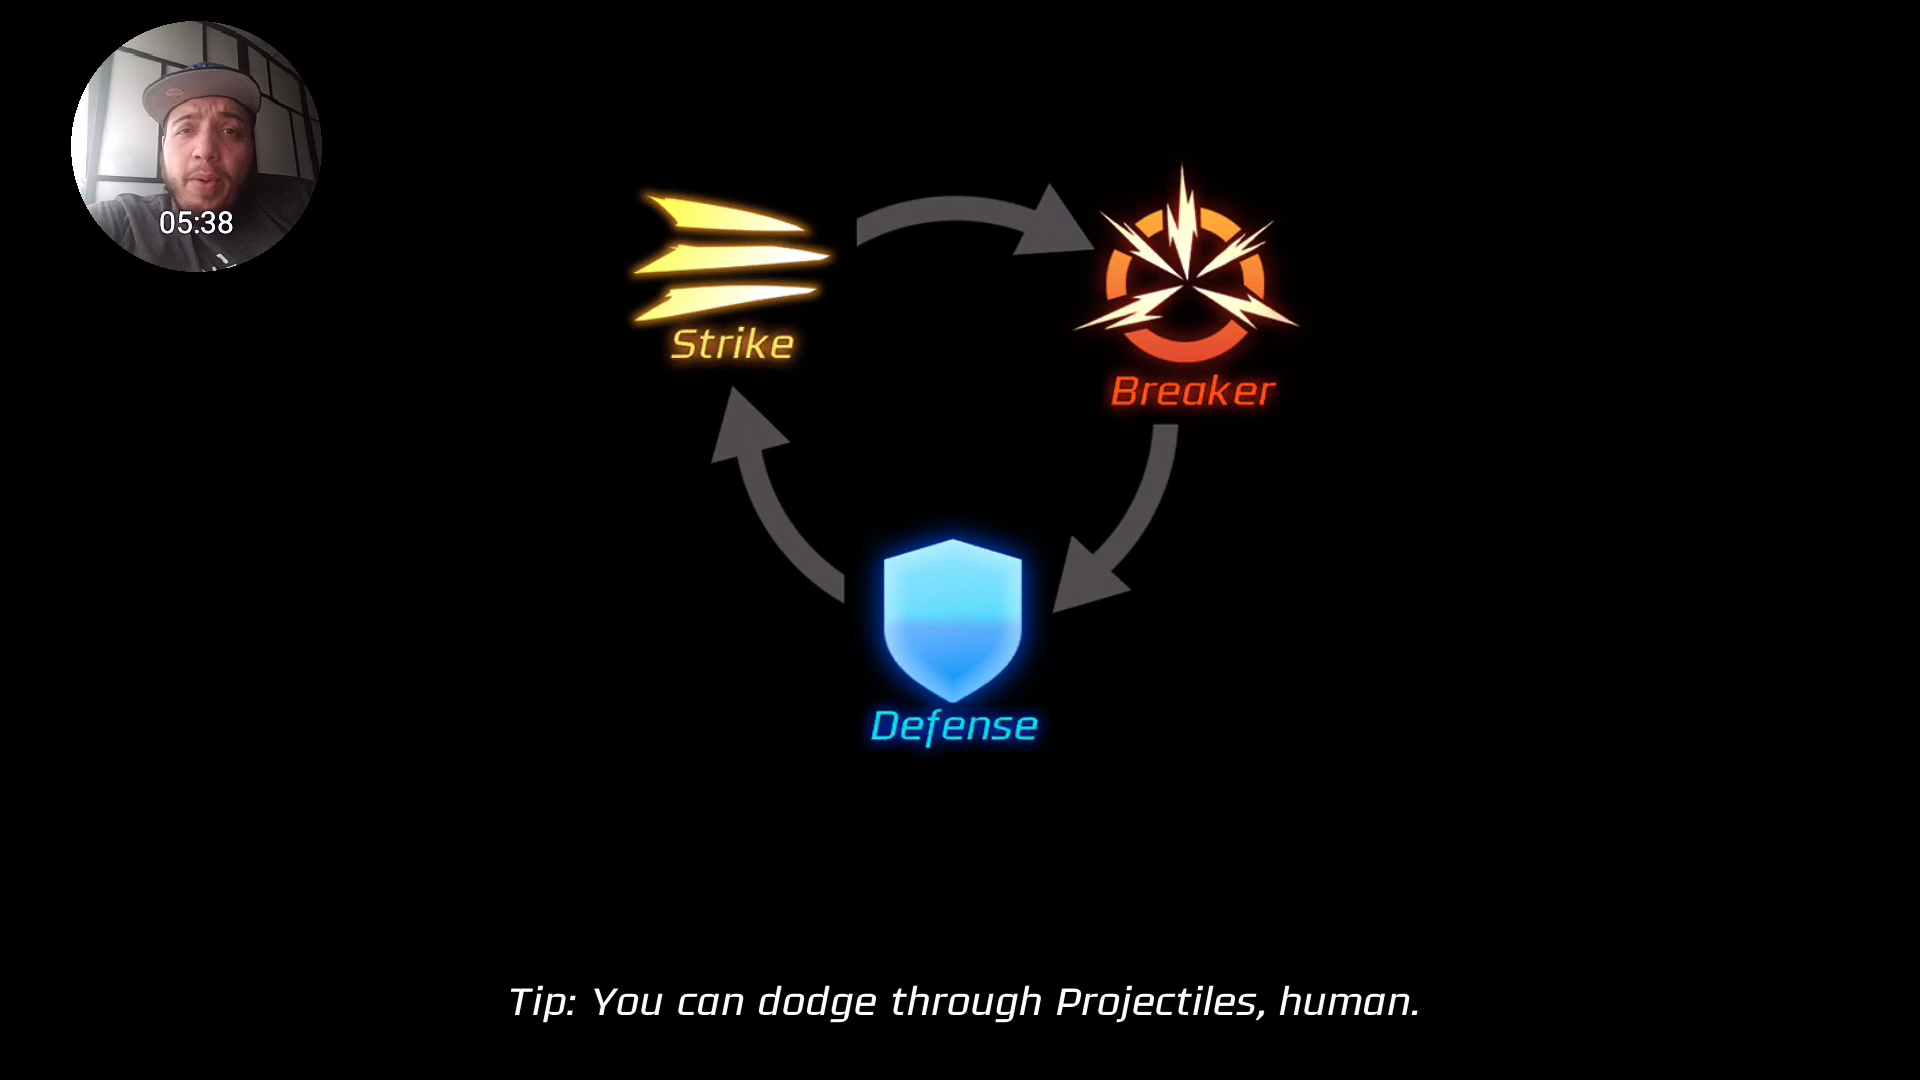 05:38
Strike
Breaker
Defense
Tip: You can dodge through Projectiles, human.